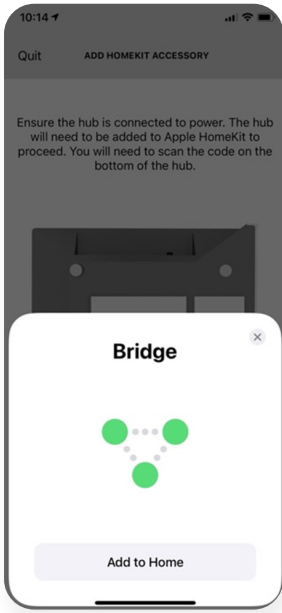 10:14
Quit
ADD HOMEKIT ACCESSORY
Ensure the hub is connected to power. The hub
will need to be added to Apple HomeKit to
proceed. You will need to scan the code on the
bottom of the hub.
Bridge
Add to Home